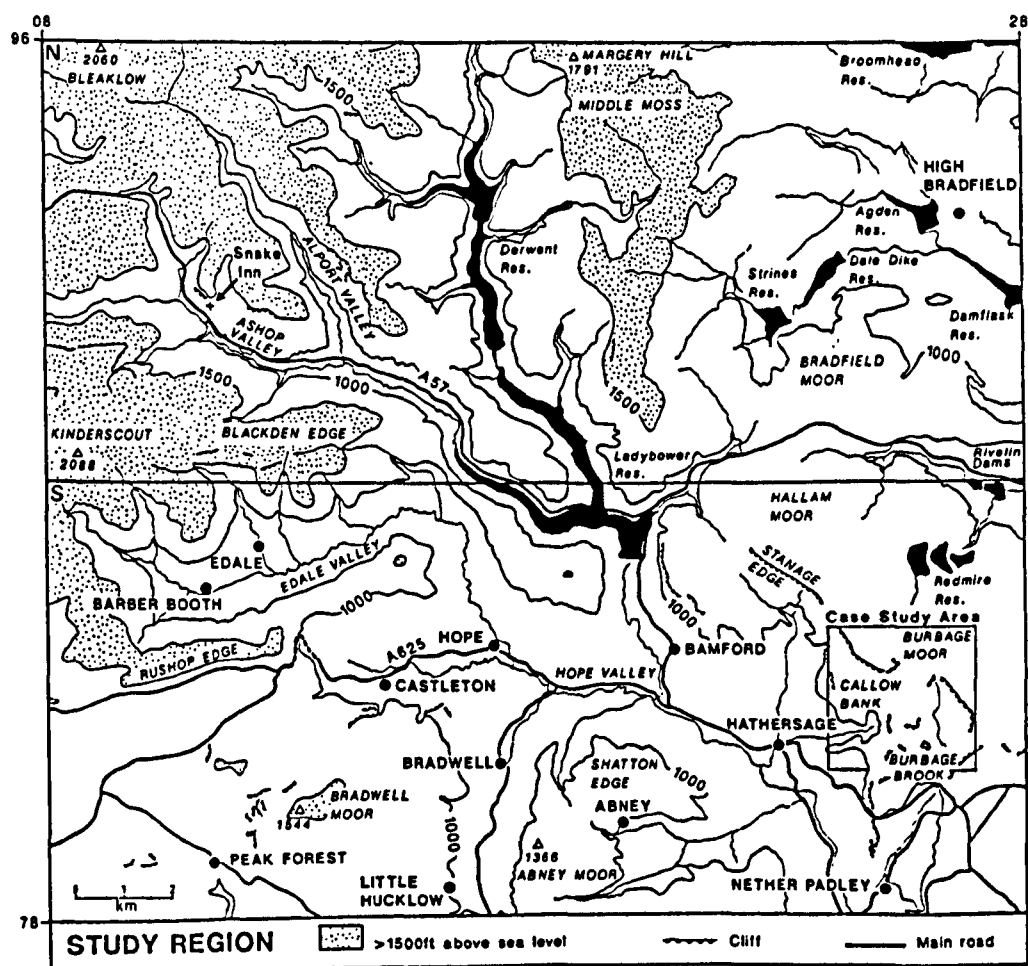 08
28
96
N
2060
BLEAKLOW
1500
MARGERY HILL
1791
MIDDLE MOSS
Broomhead
Res.
HIGH
BRADFIELD
Agden
Res.
Snake
Inn
ALPORT VALLEY
Derwent
Res.
Strines
Res.
Dale Dike
Res.
Damflask
Res.
ASHOP
VALLEY
A57
BRADFIELD
MOOR
1000
1500
1000
1500
KINDERSCOUT
2088
BLACKDEN EDGE
Ladybower
Res.
Rivelin
Dams
S
HALLAM
MOOR
EDALE
EDALE VALLEY
STANAGE
EDGE
Redmire
Res.
BARBER BOOTH
1000
1000
Case Study Area
BURBAGE
MOOR
RUSHOP EDGE
A625
HOPE
BAMFORD
CASTLETON
HOPE VALLEY
CALLOW
BANK
HATHERSAGE
BRADWELL
SHATTON
EDGE
1000
BURBAGE
BROOK
BRADWELL
MOOR
1544
1000
ABNEY
PEAK FOREST
1366
ABNEY MOOR
LITTLE
HUCKLOW
NETHER PADLEY
0 1 2
km
78
STUDY REGION
>1500ft above sea level
Cliff
Main road